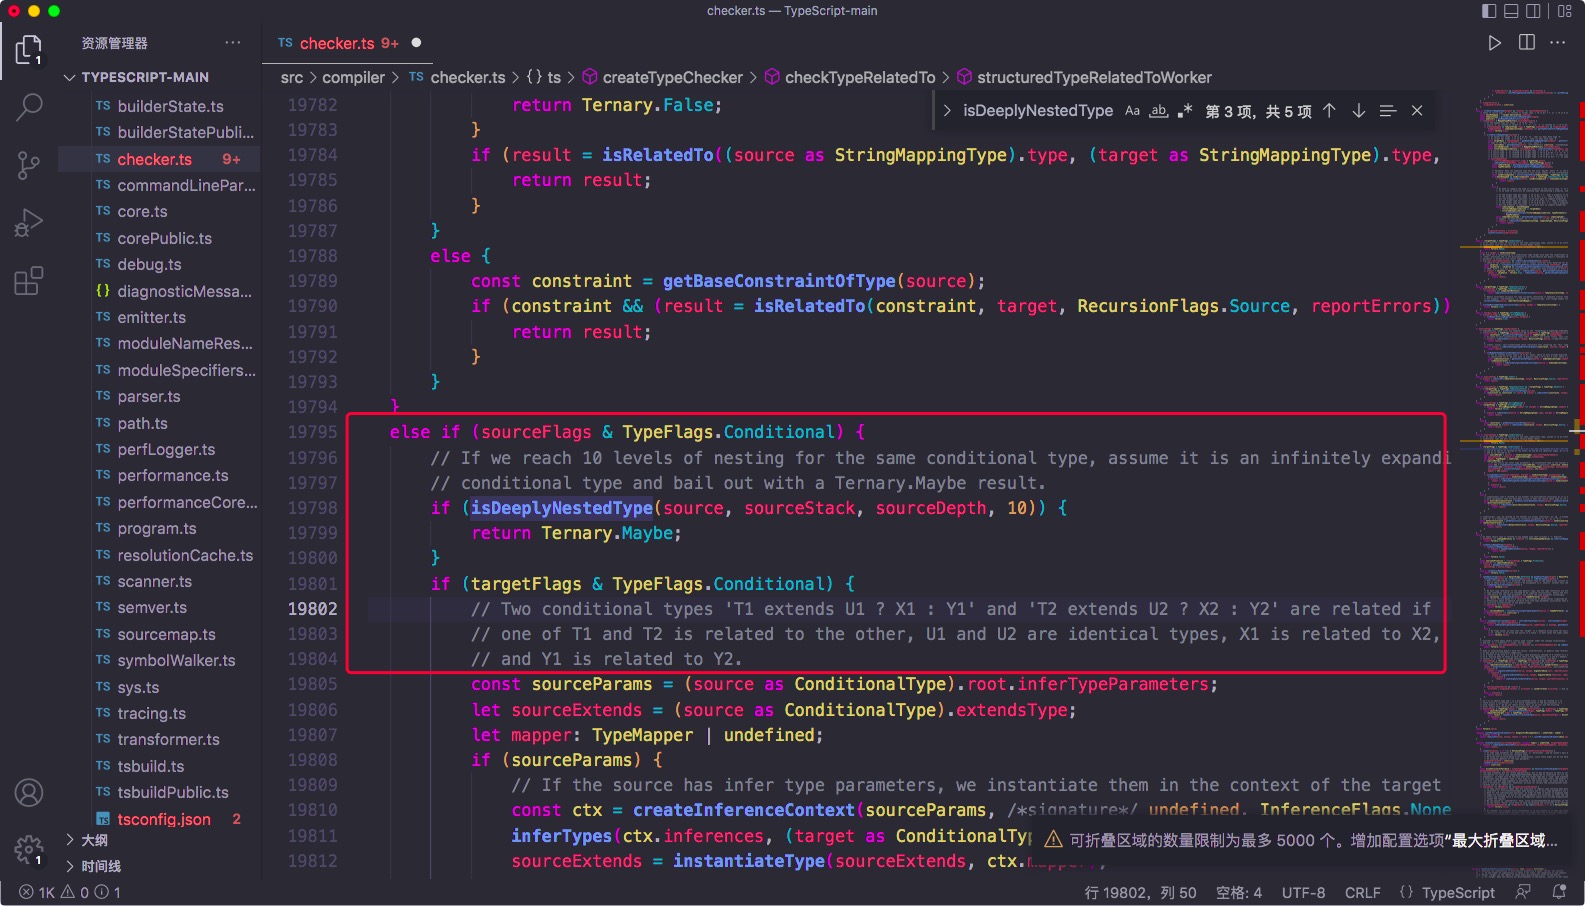 checker.ts — TypeScript-main
资源管理器
TYPESCRIPT-MAIN
TS builderState.ts
TS builderStatePubli...
TS checker.ts 9+
TS commandLinePar...
TS core.ts
TS corePublic.ts
TS debug.ts
{} diagnosticMessa...
TS emitter.ts
TS moduleNameRes...
TS moduleSpecifiers...
TS parser.ts
TS path.ts
TS perfLogger.ts
TS performance.ts
TS performanceCore...
TS program.ts
TS resolutionCache.ts
TS scanner.ts
TS semver.ts
TS sourcemap.ts
TS symbolWalker.ts
TS sys.ts
TS tracing.ts
TS transformer.ts
TS tsbuild.ts
TS tsbuildPublic.ts
TS tsconfig.json 2
大纲
时间线
1
1
TS checker.ts 9+
src > compiler > TS checker.ts > {} ts > createTypeChecker > checkTypeRelatedTo > structuredTypeRelatedToWorker
isDeeplyNestedType Aa ab .* 第 3 项，共 5 项
19782 return Ternary.False;
19783 }
19784 if (result = isRelatedTo((source as StringMappingType).type, (target as StringMappingType).type,
19785 return result;
19786 }
19787 }
19788 else {
19789 const constraint = getBaseConstraintOfType(source);
19790 if (constraint && (result = isRelatedTo(constraint, target, RecursionFlags.Source, reportErrors))
19791 return result;
19792 }
19793 }
19794 }
19795 else if (sourceFlags & TypeFlags.Conditional) {
19796 // If we reach 10 levels of nesting for the same conditional type, assume it is an infinitely expandi
19797 // conditional type and bail out with a Ternary.Maybe result.
19798 if (isDeeplyNestedType(source, sourceStack, sourceDepth, 10)) {
19799 return Ternary.Maybe;
19800 }
19801 if (targetFlags & TypeFlags.Conditional) {
19802 // Two conditional types 'T1 extends U1 ? X1 : Y1' and 'T2 extends U2 ? X2 : Y2' are related if
19803 // one of T1 and T2 is related to the other, U1 and U2 are identical types, X1 is related to X2,
19804 // and Y1 is related to Y2.
19805 const sourceParams = (source as ConditionalType).root.inferTypeParameters;
19806 let sourceExtends = (source as ConditionalType).extendsType;
19807 let mapper: TypeMapper | undefined;
19808 if (sourceParams) {
19809 // If the source has infer type parameters, we instantiate them in the context of the target
19810 const ctx = createInferenceContext(sourceParams, /*signature*/ undefined, InferenceFlags.None
19811 inferTypes(ctx.inferences, (target as ConditionalTy
19812 sourceExtends = instantiateType(sourceExtends, ctx.
可折叠区域的数量限制为最多 5000 个。增加配置选项“最大折叠区域...
1K 0 1
行 19802，列 50 空格: 4 UTF-8 CRLF {} TypeScript